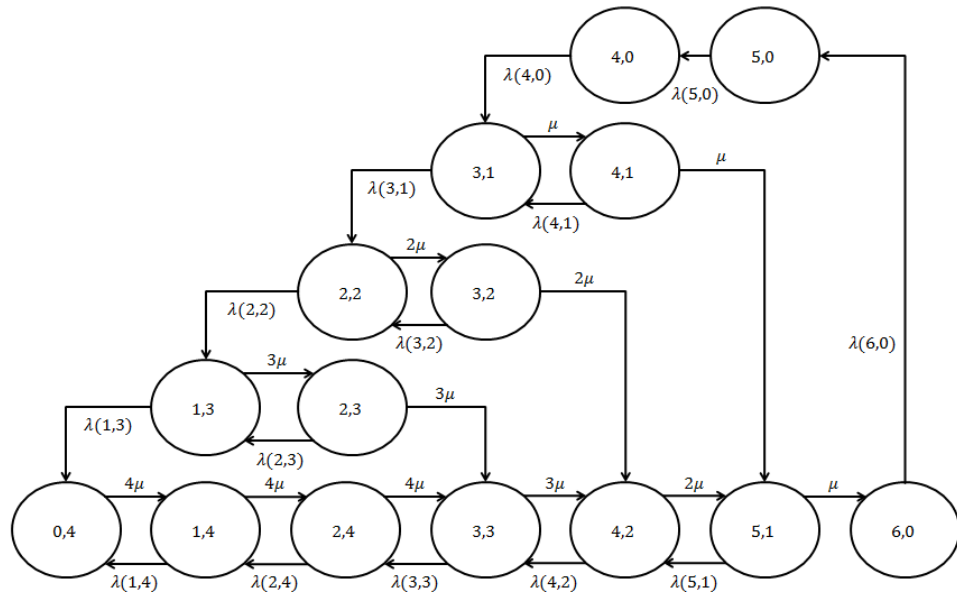 4,0
5,0
λ(4,0)
λ(5,0)
μ
3,1
4,1
μ
λ(3,1)
λ(4,1)
2μ
2,2
3,2
2μ
λ(2,2)
λ(3,2)
λ(6,0)
3μ
1,3
2,3
3μ
λ(1,3)
λ(2,3)
4μ
4μ
4μ
3μ
2μ
μ
0,4
1,4
2,4
3,3
4,2
5,1
6,0
λ(1,4)
λ(2,4)
λ(3,3)
λ(4,2)
λ(5,1)